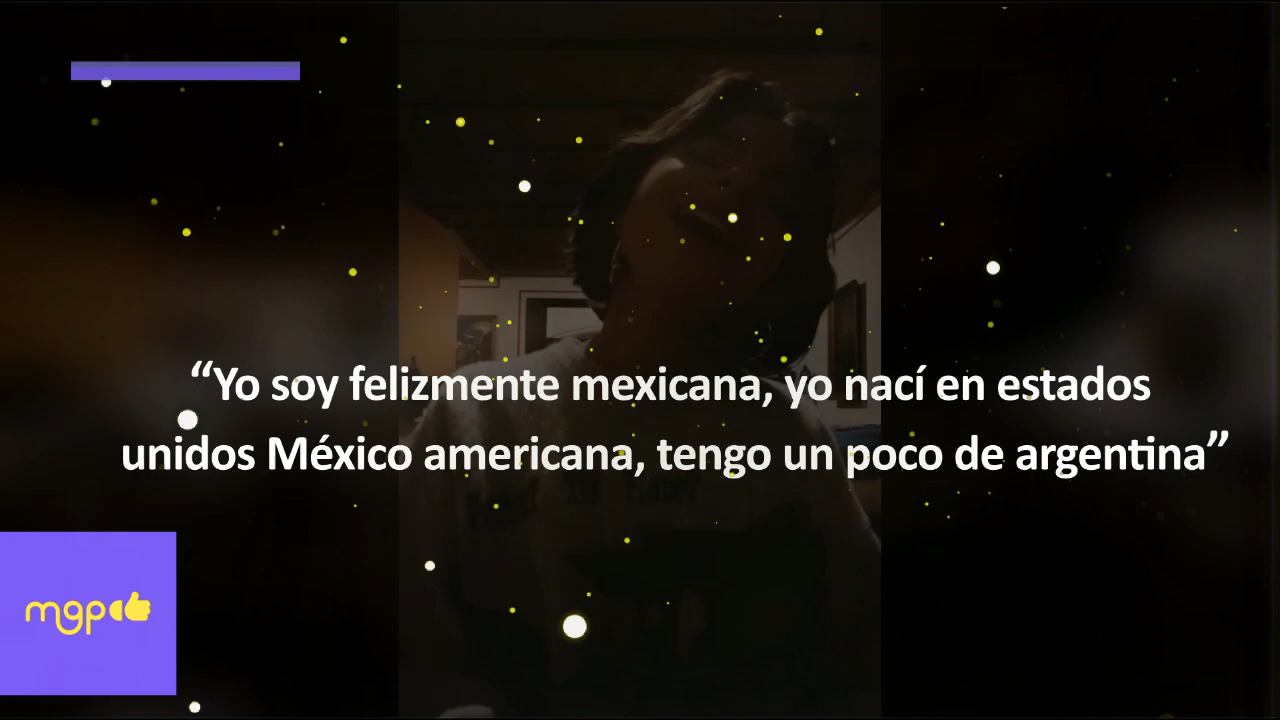 “Yo soy felizmente mexicana, yo nací en estados
unidos México americana, tengo un poco de argentina”
mgp